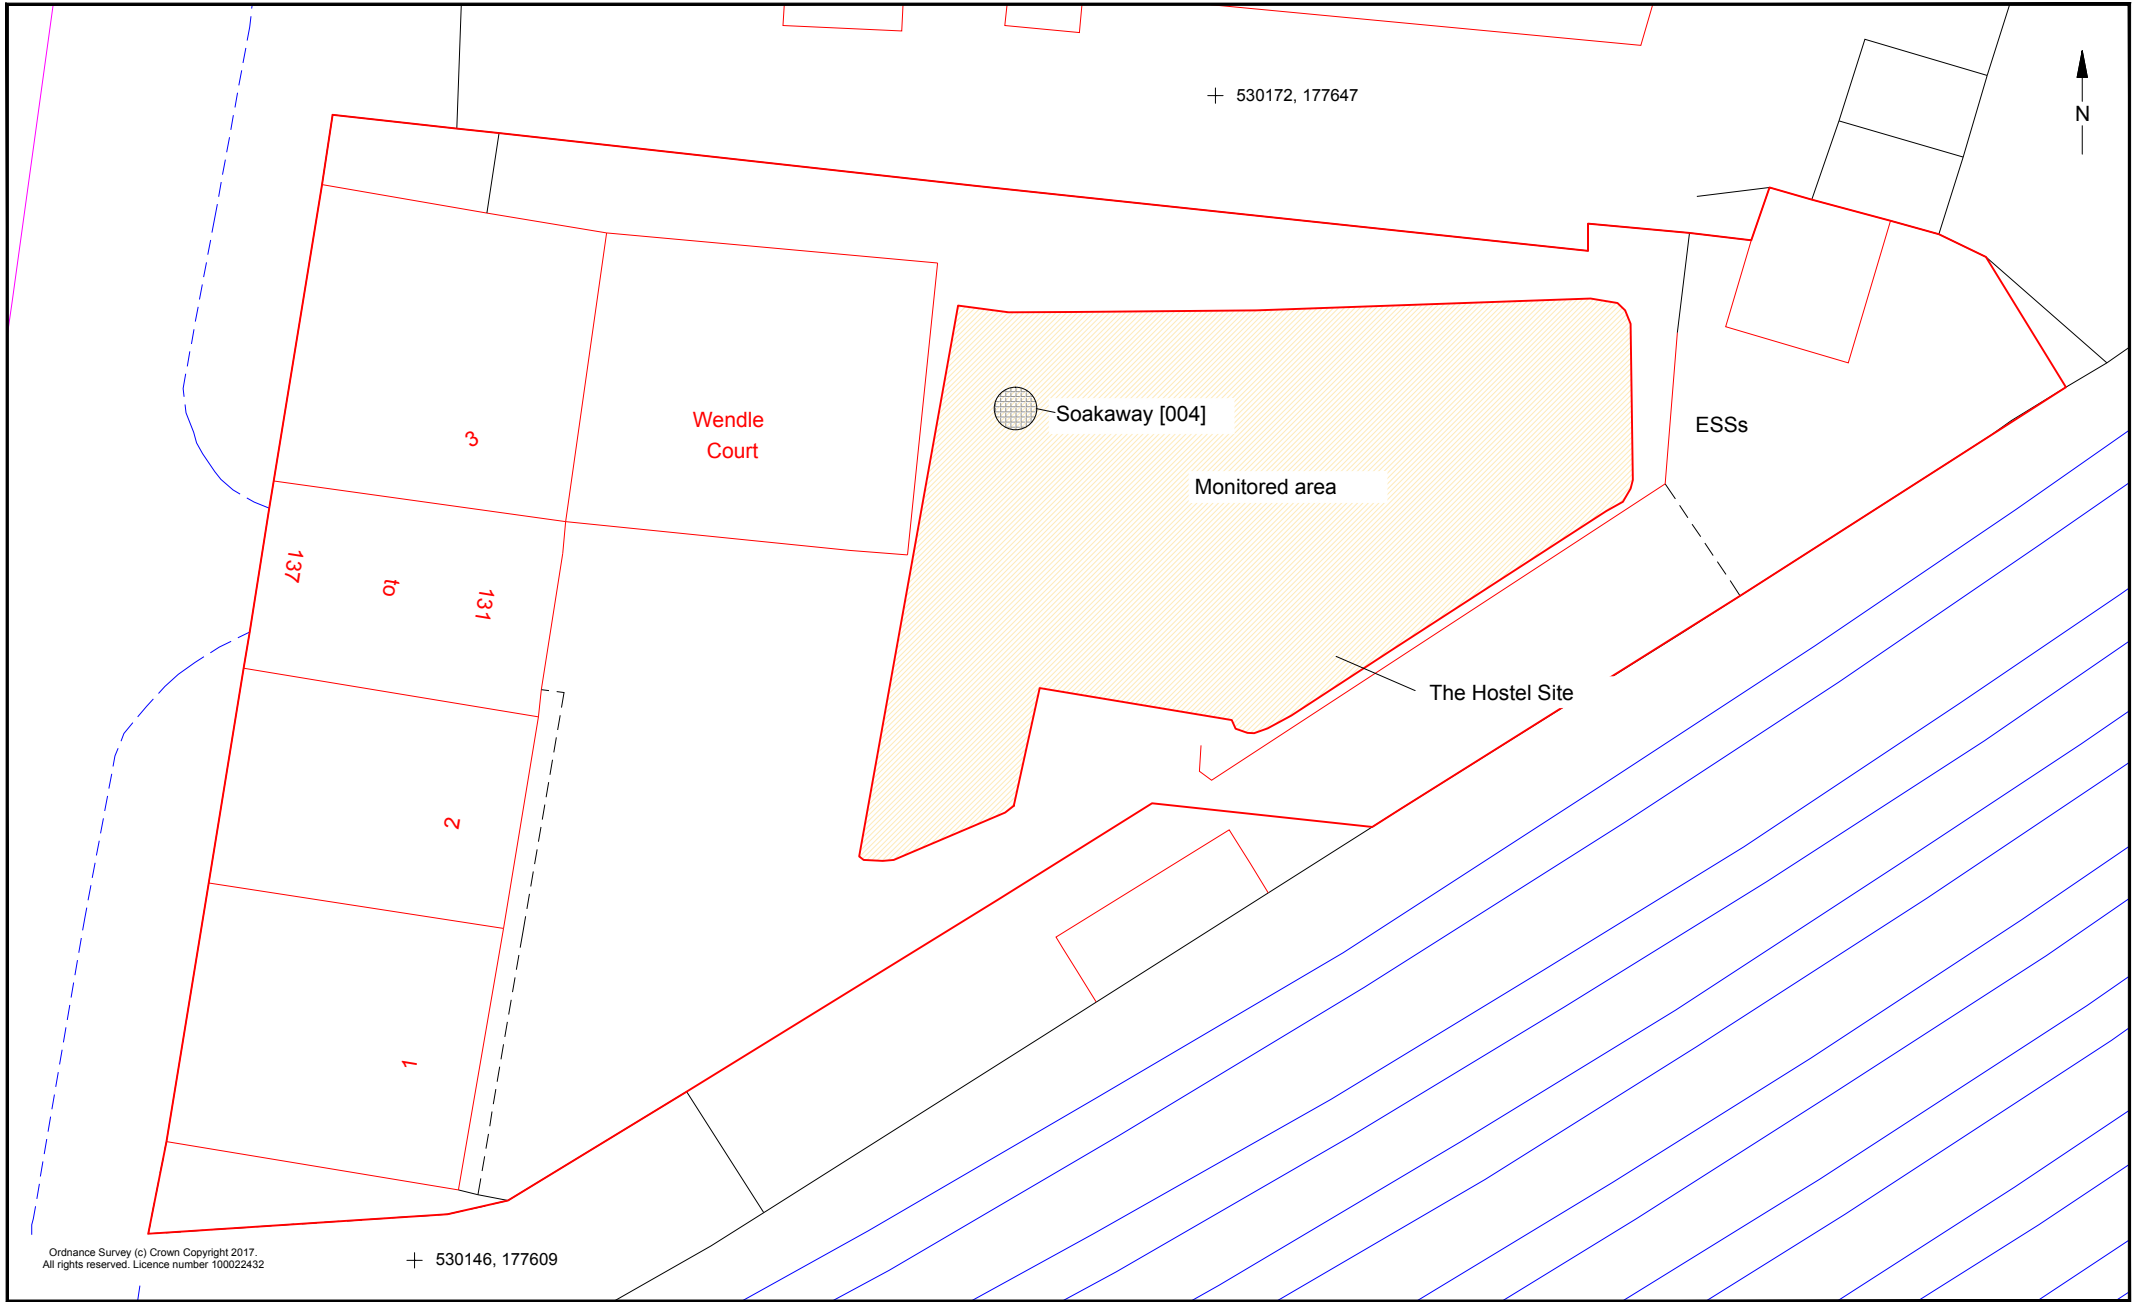 530172, 177647
N
Wendle
Court
3
Soakaway [004]
ESSs
Monitored area
137
to
131
The Hostel Site
2
1
Ordnance Survey (c) Crown Copyright 2017.
All rights reserved. Licence number 100022432
530146, 177609